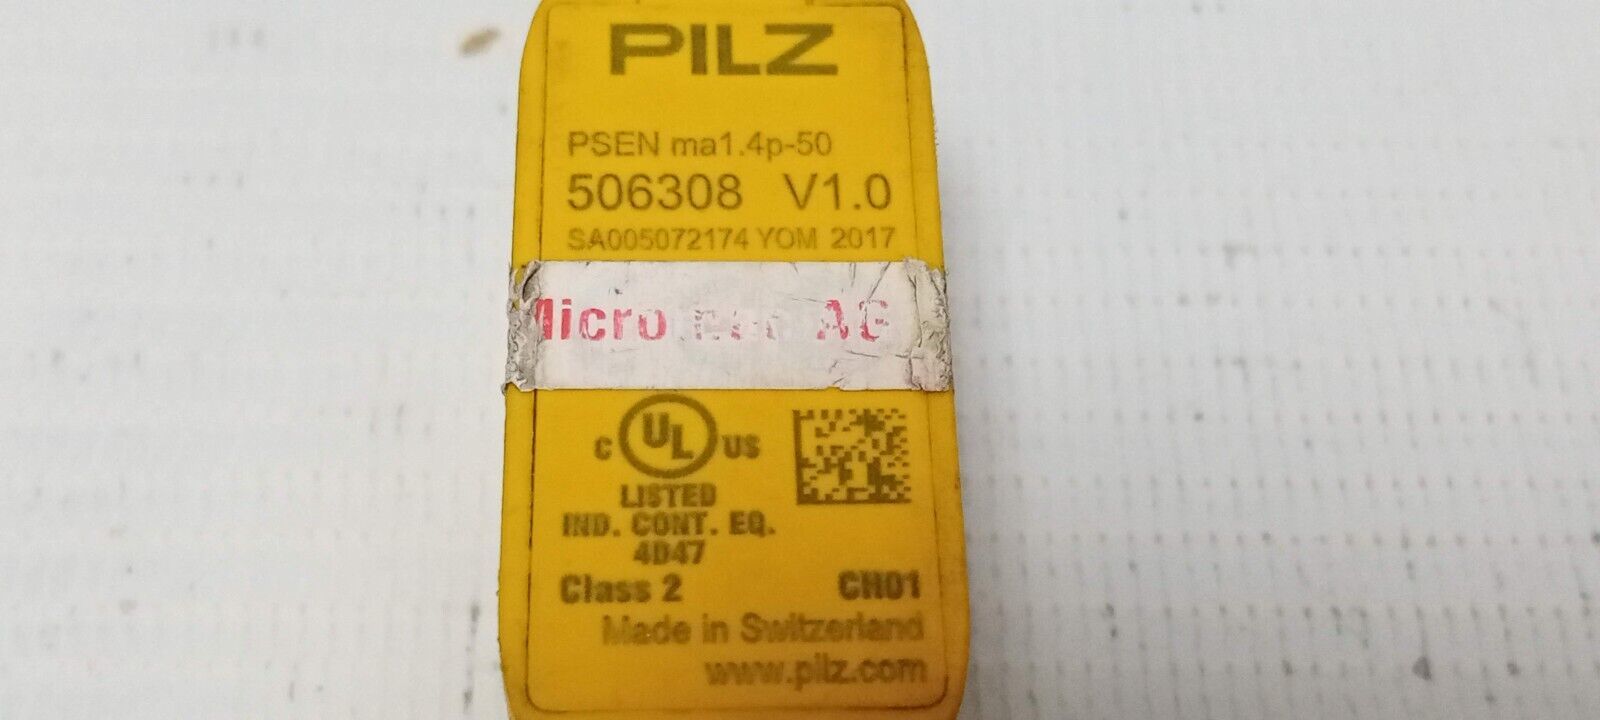 PILZ
PSEN ma1.4p-50
506308 V1.0
SA005072174 YOM 2017
Micro AG
C UL US
LISTED
IND. CONT. EQ.
4D47
Class 2 CH01
Made in Switzerland
www.pilz.com